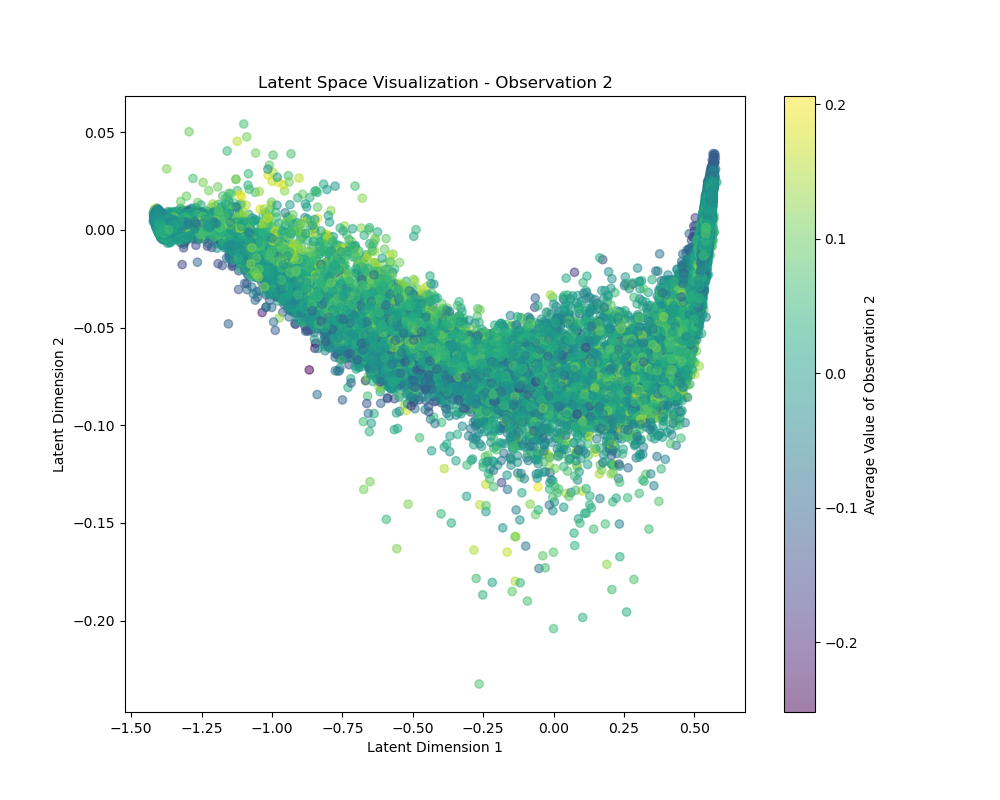 Latent Space Visualization - Observation 2
0.05
0.00
−0.05
−0.10
−0.15
−0.20
Latent Dimension 2
−1.50 −1.25 −1.00 −0.75 −0.50 −0.25 0.00 0.25 0.50
Latent Dimension 1
0.2
0.1
0.0
−0.1
−0.2
Average Value of Observation 2